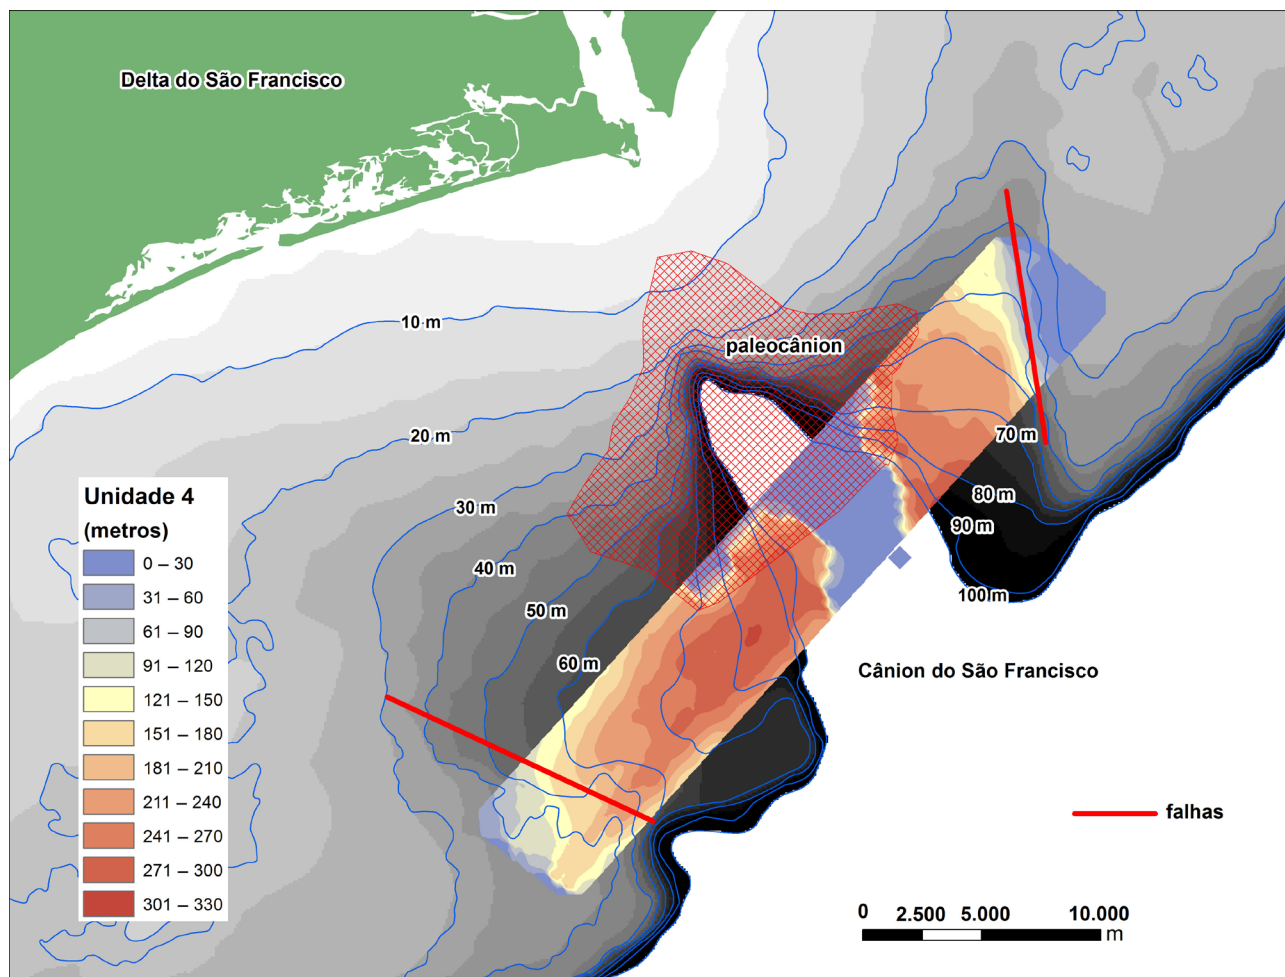 Delta do São Francisco
10 m
paleocânion
20 m
70 m
30 m
80 m
90 m
40 m
100 m
50 m
60 m
Cânion do São Francisco
Unidade 4
(metros)
0 – 30
31 – 60
61 – 90
91 – 120
121 – 150
151 – 180
181 – 210
211 – 240
241 – 270
271 – 300
301 – 330
falhas
0 2.500 5.000 10.000
m